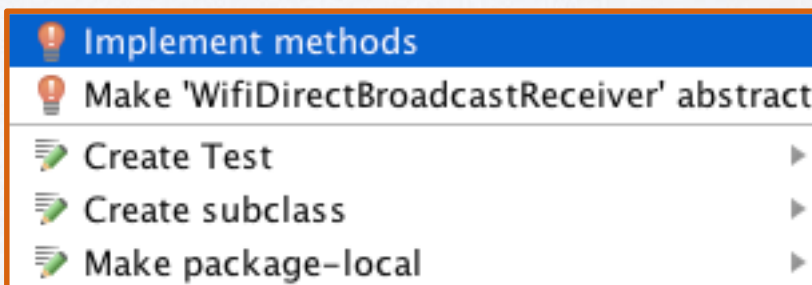 Implement methods
Make 'WifiDirectBroadcastReceiver' abstract
Create Test
Create subclass
Make package-local